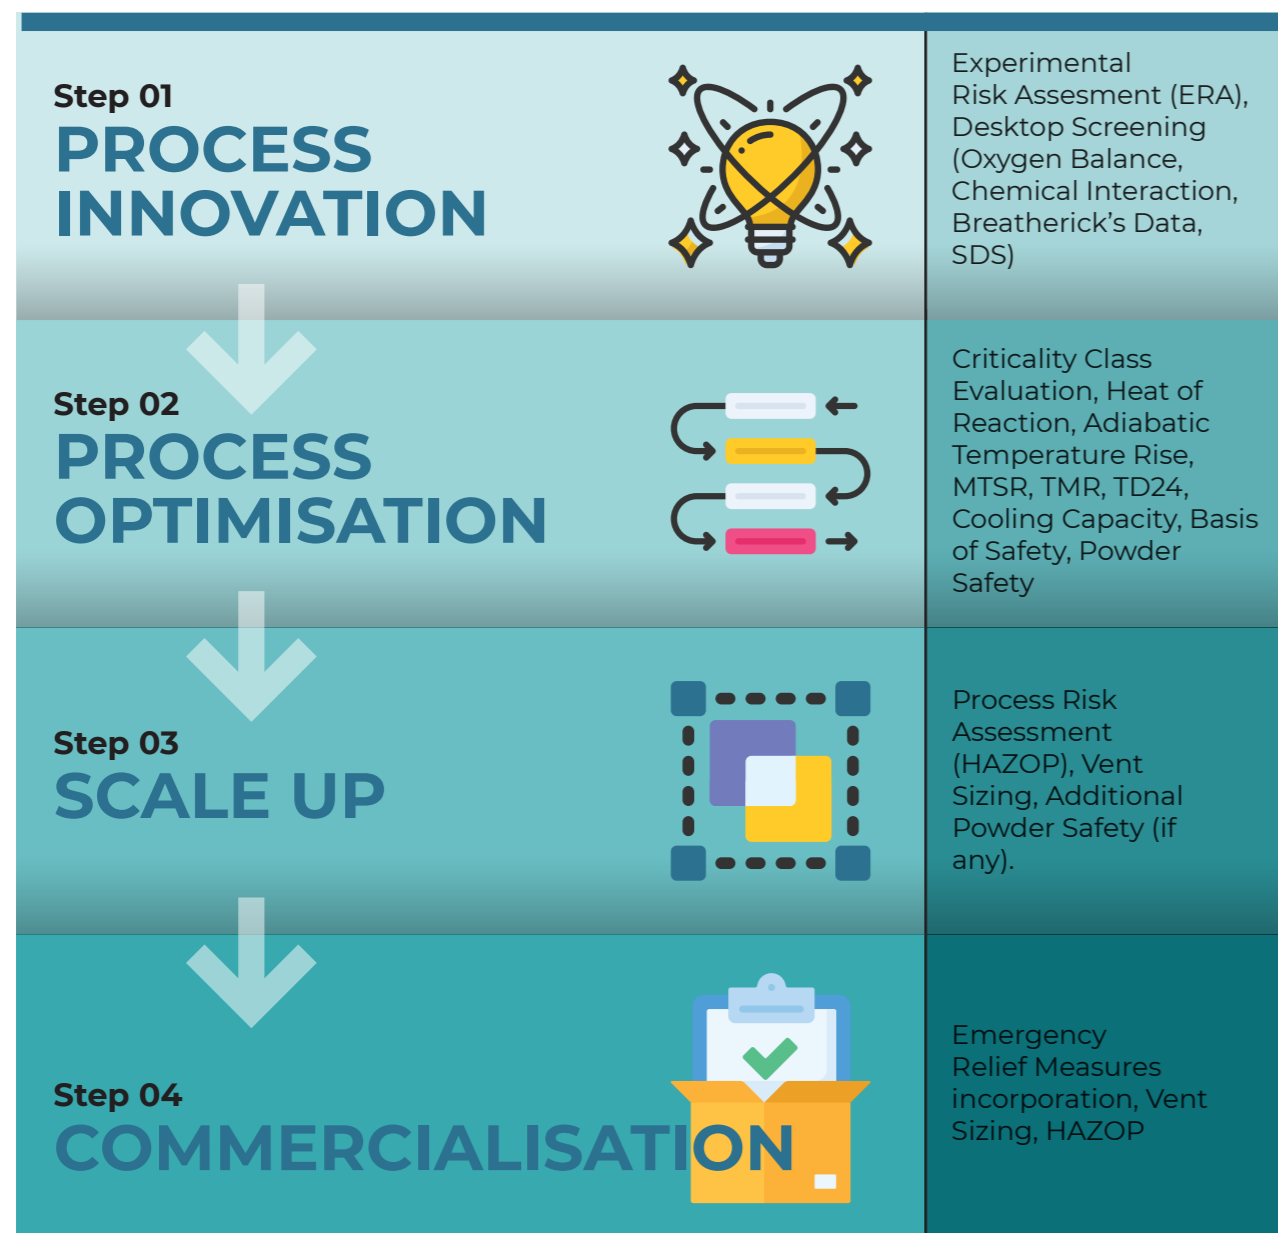 Step 01
PROCESS
INNOVATION
Experimental
Risk Assesment (ERA),
Desktop Screening
(Oxygen Balance,
Chemical Interaction,
Breatherick's Data,
SDS)
Step 02
PROCESS
OPTIMISATION
Criticality Class
Evaluation, Heat of
Reaction, Adiabatic
Temperature Rise,
MTSR, TMR, TD24,
Cooling Capacity, Basis
of Safety, Powder
Safety
Step 03
SCALE UP
Process Risk
Assessment
(HAZOP), Vent
Sizing, Additional
Powder Safety (if
any).
Step 04
COMMERCIALISATION
Emergency
Relief Measures
incorporation, Vent
Sizing, HAZOP